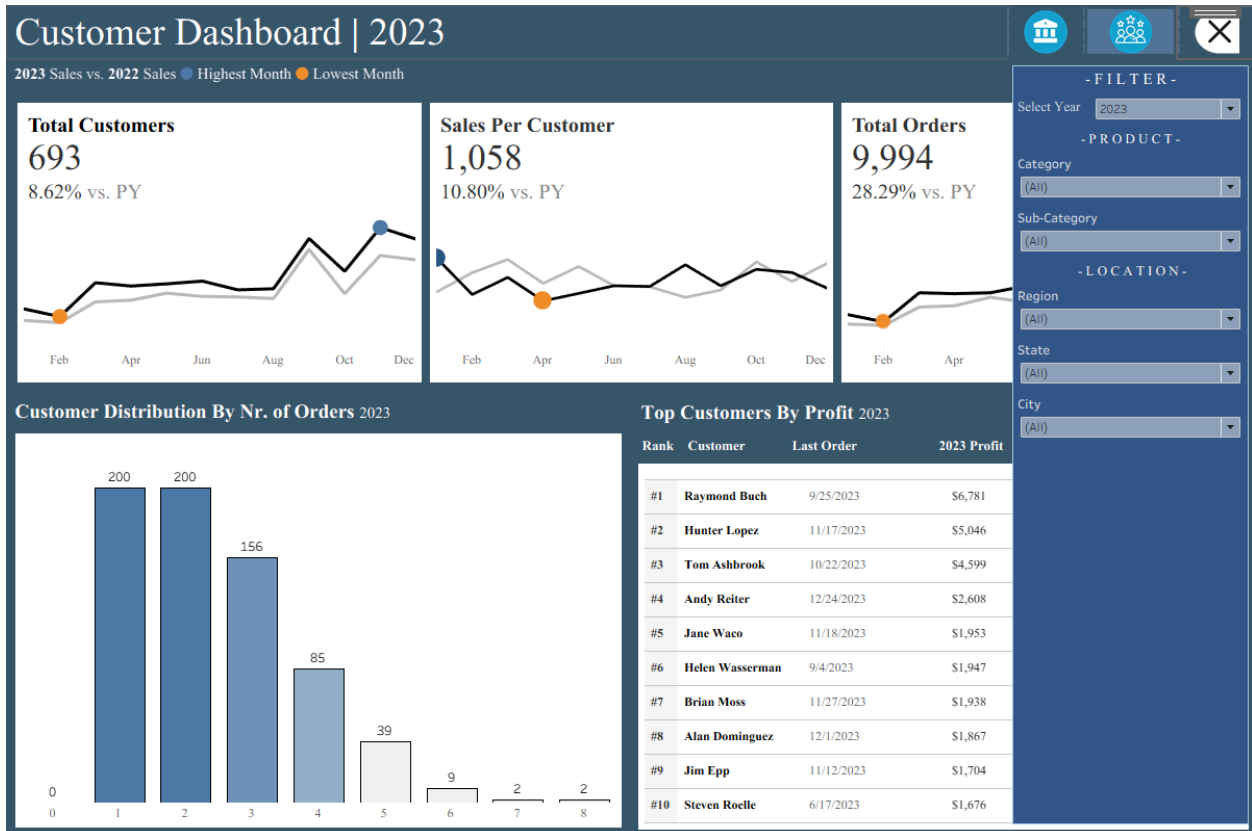 Customer Dashboard | 2023
2023 Sales vs. 2022 Sales Highest Month Lowest Month
Total Customers
693
8.62% vs. PY
Feb Apr Jun Aug Oct Dec
Sales Per Customer
1,058
10.80% vs. PY
Feb Apr Jun Aug Oct Dec
Total Orders
9,994
28.29% vs. PY
Feb Apr
-FILTER-
Select Year 2023
-PRODUCT-
Category
(All)
Sub-Category
(All)
-LOCATION-
Region
(All)
State
(All)
City
(All)
Customer Distribution By Nr. of Orders 2023
0 200 200 156 85 39 9 2 2
0 1 2 3 4 5 6 7 8
Top Customers By Profit 2023
Rank Customer Last Order 2023 Profit
#1 Raymond Buch 9/25/2023 $6,781
#2 Hunter Lopez 11/17/2023 $5,046
#3 Tom Ashbrook 10/22/2023 $4,599
#4 Andy Reiter 12/24/2023 $2,608
#5 Jane Waco 11/18/2023 $1,953
#6 Helen Wasserman 9/4/2023 $1,947
#7 Brian Moss 11/27/2023 $1,938
#8 Alan Dominguez 12/1/2023 $1,867
#9 Jim Epp 11/12/2023 $1,704
#10 Steven Roelle 6/17/2023 $1,676